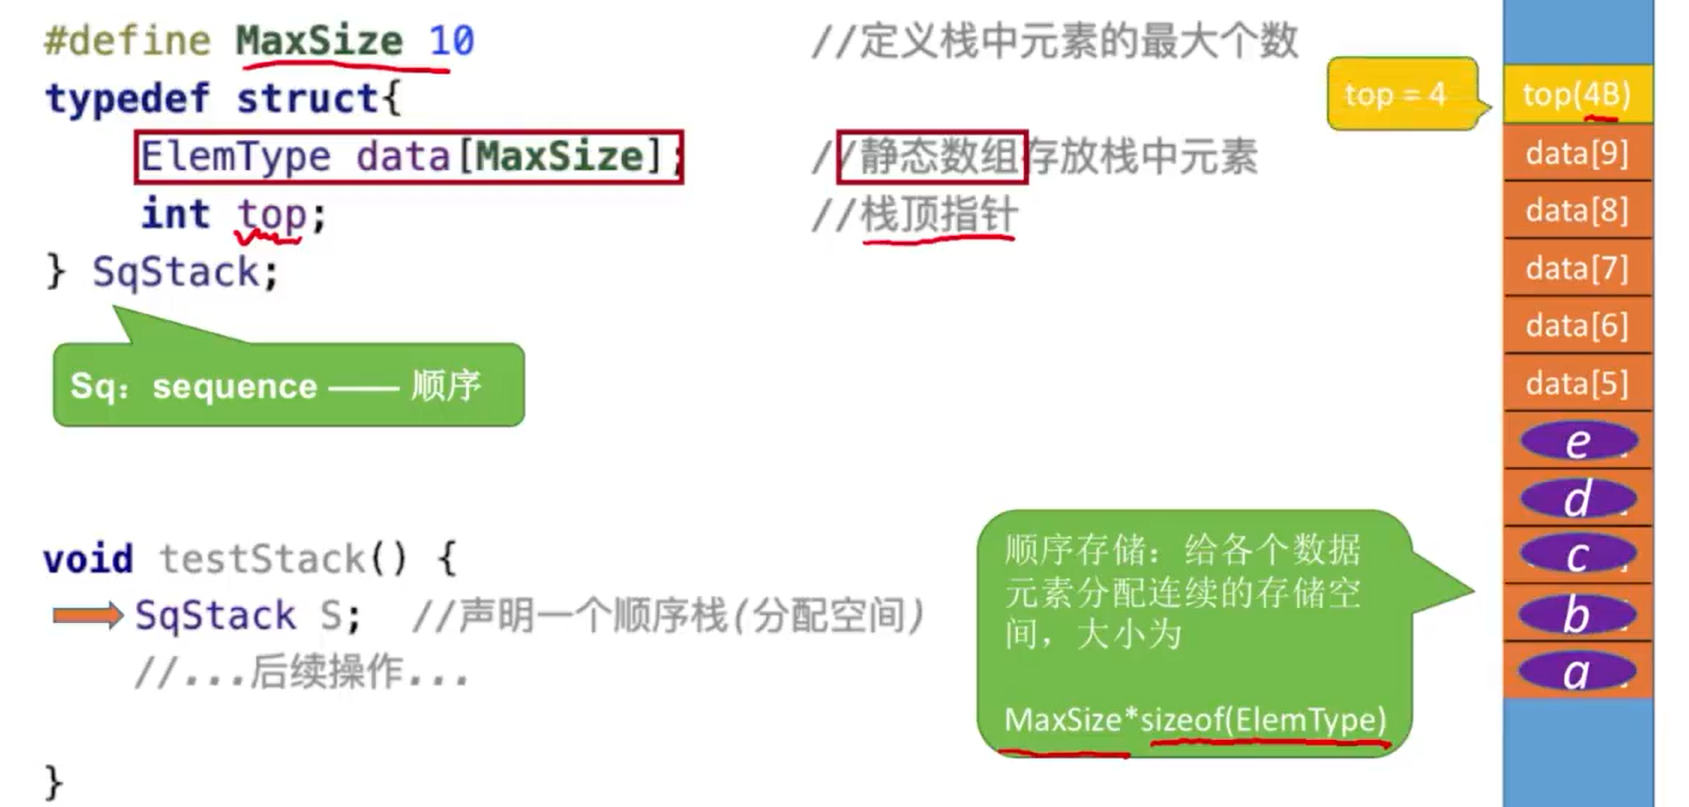 #define MaxSize 10 //定义栈中元素的最大个数
typedef struct{
ElemType data[MaxSize]; //静态数组存放栈中元素
int top; //栈顶指针
} SqStack;
Sq：sequence —— 顺序
void testStack() {
SqStack S; //声明一个顺序栈(分配空间)
//...后续操作...
}
顺序存储：给各个数据
元素分配连续的存储空
间，大小为
MaxSize*sizeof(ElemType)
top = 4
top(4B)
data[9]
data[8]
data[7]
data[6]
data[5]
e
d
c
b
a